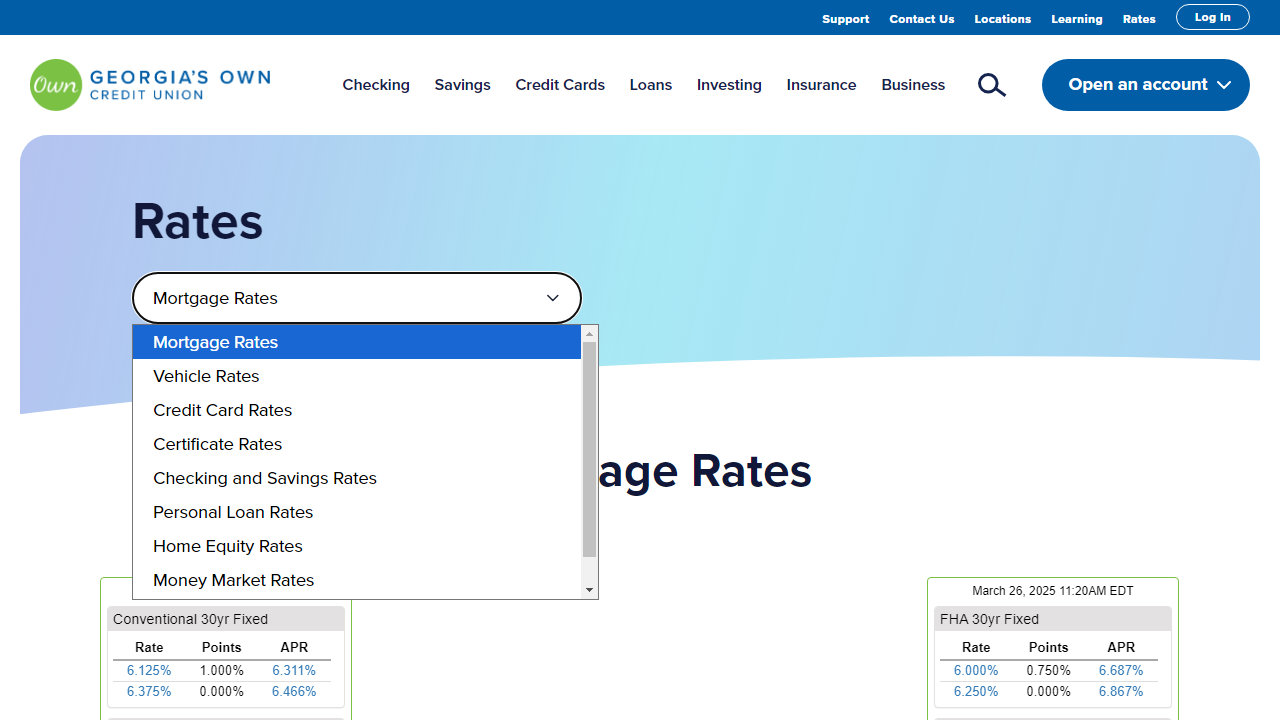 Support Contact Us Locations Learning Rates Log In
Own GEORGIA'S OWN
CREDIT UNION
Checking Savings Credit Cards Loans Investing Insurance Business Open an account
Rates
Mortgage Rates
Mortgage Rates
Vehicle Rates
Credit Card Rates
Certificate Rates
Checking and Savings Rates
Personal Loan Rates
Home Equity Rates
Money Market Rates
age Rates
Conventional 30yr Fixed
Rate Points APR
6.125% 1.000% 6.311%
6.375% 0.000% 6.466%
March 26, 2025 11:20AM EDT
FHA 30yr Fixed
Rate Points APR
6.000% 0.750% 6.687%
6.250% 0.000% 6.867%